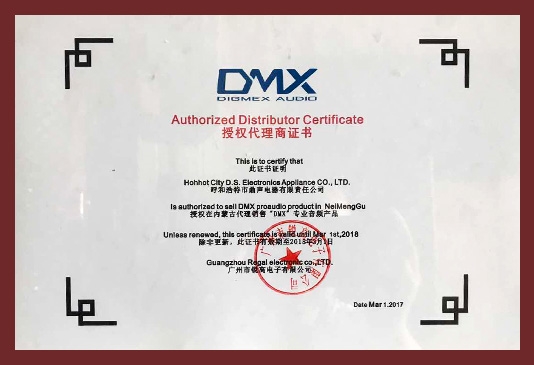 DMX
DIGMEX AUDIO
Authorized Distributor Certificate
授权代理商证书
This is to certify that
此证书证明
Hohhot City D.S. Electronics Appliance CO., LTD.
呼和浩特市鼎声电器有限责任公司
Is authorized to sell DMX proaudio product in NeiMengGu
授权在内蒙古代理销售“DMX”专业音频产品
Unless renewed, this certificate is valid until Mar 1st,2018
除非更新，此证书有效期至2018年3月1日
Guangzhou Regal electronic co.,LTD.
广州市 高电子有限公司
Date Mar 1.2017